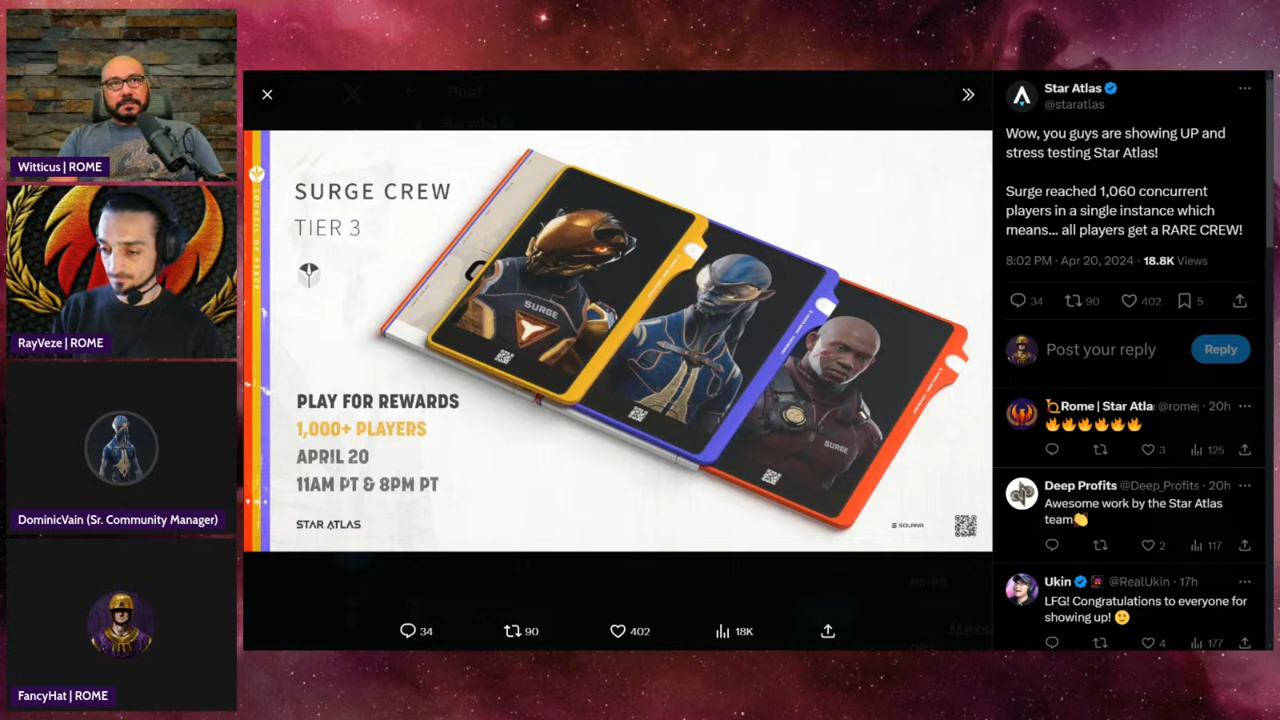 Witticus | ROME
RayVeze | ROME
DominicVain (Sr. Community Manager)
FancyHat | ROME
Post
SURGE CREW
TIER 3
COUNCIL OF PEACE
SURGE
SURGE
PLAY FOR REWARDS
1,000+ PLAYERS
APRIL 20
11AM PT & 8PM PT
STAR ATLAS
SOLANA
34
90
402
18K
Star Atlas
@staratlas
Wow, you guys are showing UP and
stress testing Star Atlas!
Surge reached 1,060 concurrent
players in a single instance which
means... all players get a RARE CREW!
8:02 PM · Apr 20, 2024 · 18.8K Views
34
90
402
5
Post your reply
Reply
Rome | Star Atla @rome · 20h
3
125
Deep Profits @Deep_Profits · 20h
Awesome work by the Star Atlas
team
2
117
Ukin @RealUkin · 17h
LFG! Congratulations to everyone for
showing up!
4
177